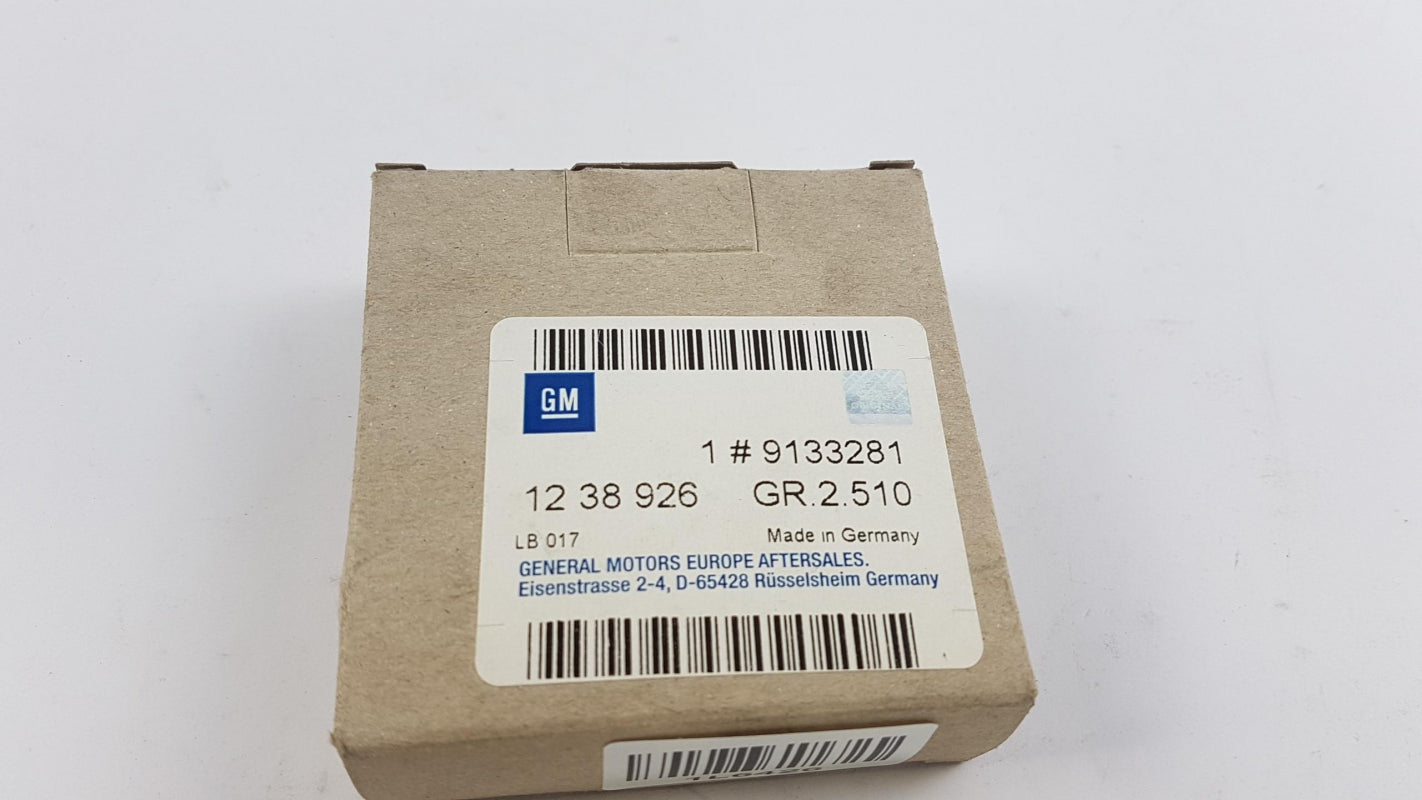 GM
1 # 9133281
12 38 926 GR.2.510
LB 017 Made in Germany
GENERAL MOTORS EUROPE AFTERSALES.
Eisenstrasse 2-4, D-65428 Rüsselsheim Germany